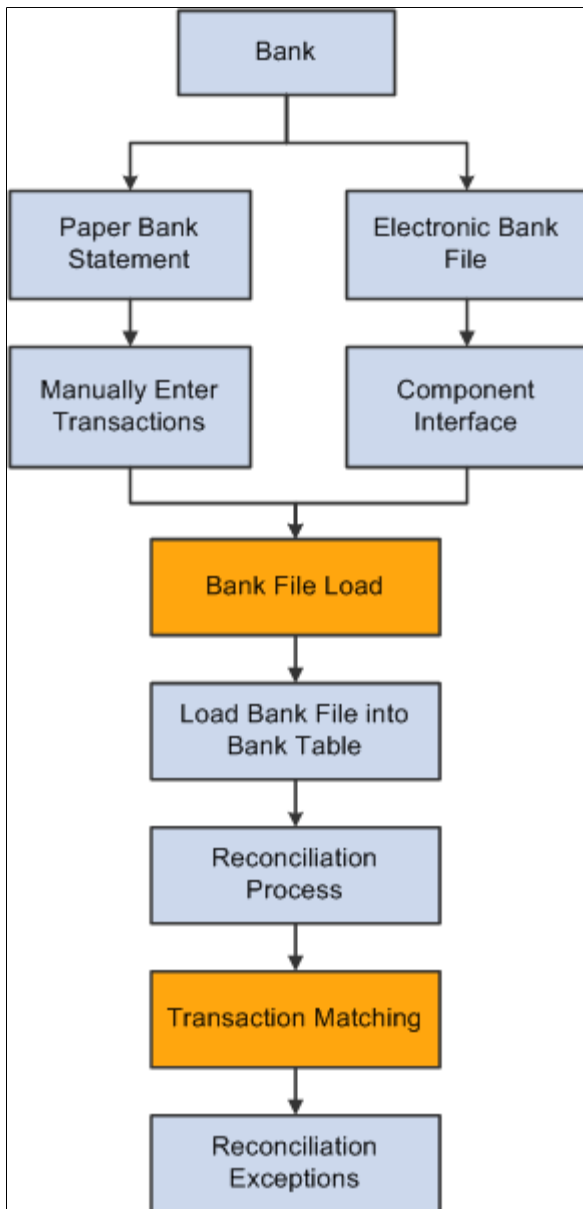 Bank
Paper Bank
Statement
Electronic Bank
File
Manually Enter
Transactions
Component
Interface
Bank File Load
Load Bank File into
Bank Table
Reconciliation
Process
Transaction Matching
Reconciliation
Exceptions